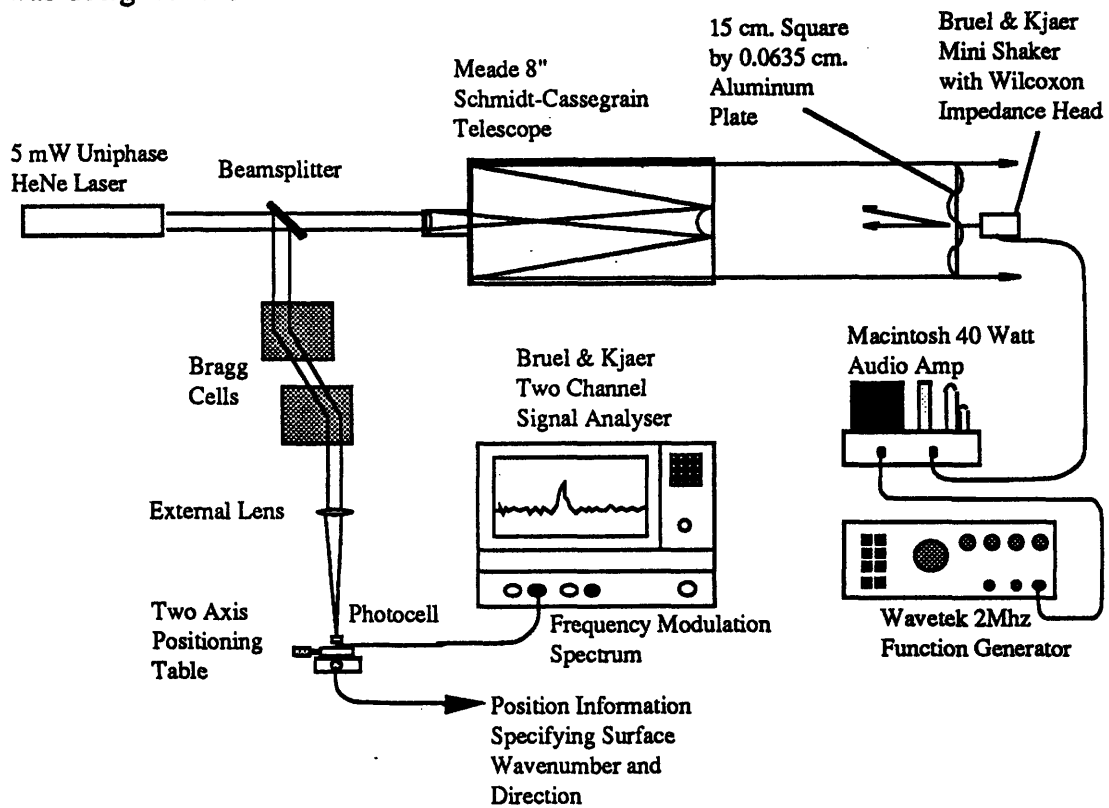 15 cm. Square
by 0.0635 cm.
Aluminum
Plate
Bruel & Kjaer
Mini Shaker
with Wilcoxon
Impedance Head
Meade 8"
Schmidt-Cassegrain
Telescope
5 mW Uniphase
HeNe Laser
Beamsplitter
Bragg
Cells
Bruel & Kjaer
Two Channel
Signal Analyser
Macintosh 40 Watt
Audio Amp
External Lens
Two Axis
Positioning
Table
Photocell
Frequency Modulation
Spectrum
Wavetek 2Mhz
Function Generator
Position Information
Specifying Surface
Wavenumber and
Direction